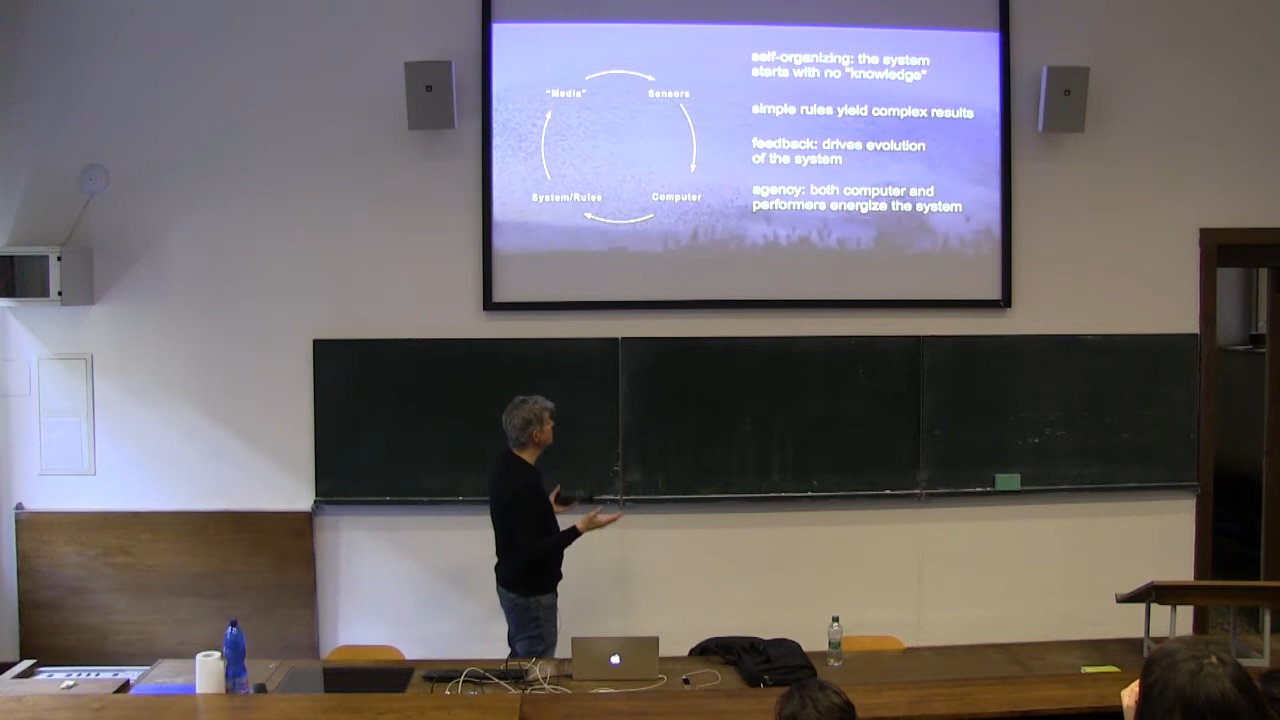 "Media"
Sensors
System/Rules
Computer
self-organizing: the system
starts with no "knowledge"
simple rules yield complex results
feedback: drives evolution
of the system
agency: both computer and
performers energize the system